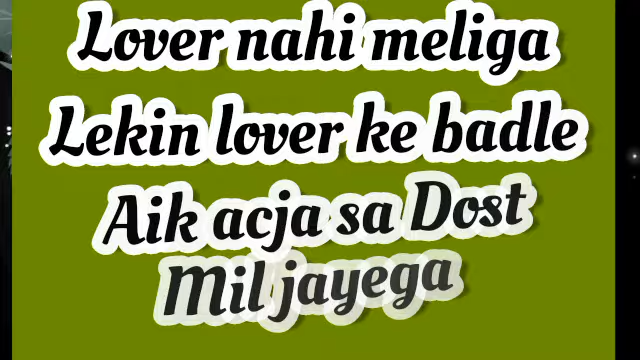 Lover nahi meliga
Lekin lover ke badle
Aik acja sa Dost
Mil jayega